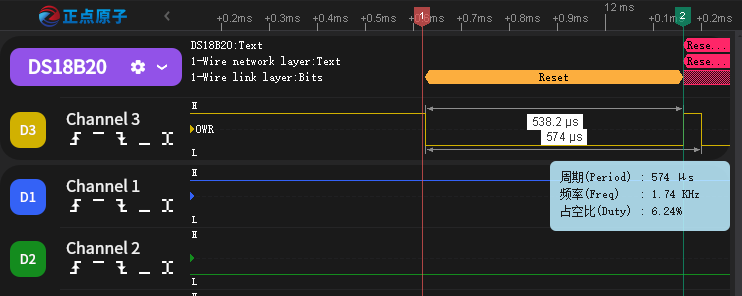 正点原子
+0.2ms +0.3ms +0.4ms +0.5ms +0.6ms +0.7ms +0.8ms +0.9ms 12 ms +0.1ms +0.2ms
1 2
DS18B20
DS18B20:Text
Rese...
1-Wire network layer:Text
Rese...
1-Wire link layer:Bits
Reset
D3
Channel 3
H
OWR
L
538.2 μs
574 μs
周期(Period) : 574 μs
频率(Freq) : 1.74 KHz
占空比(Duty) : 6.24%
D1
Channel 1
H
L
D2
Channel 2
H
L
H